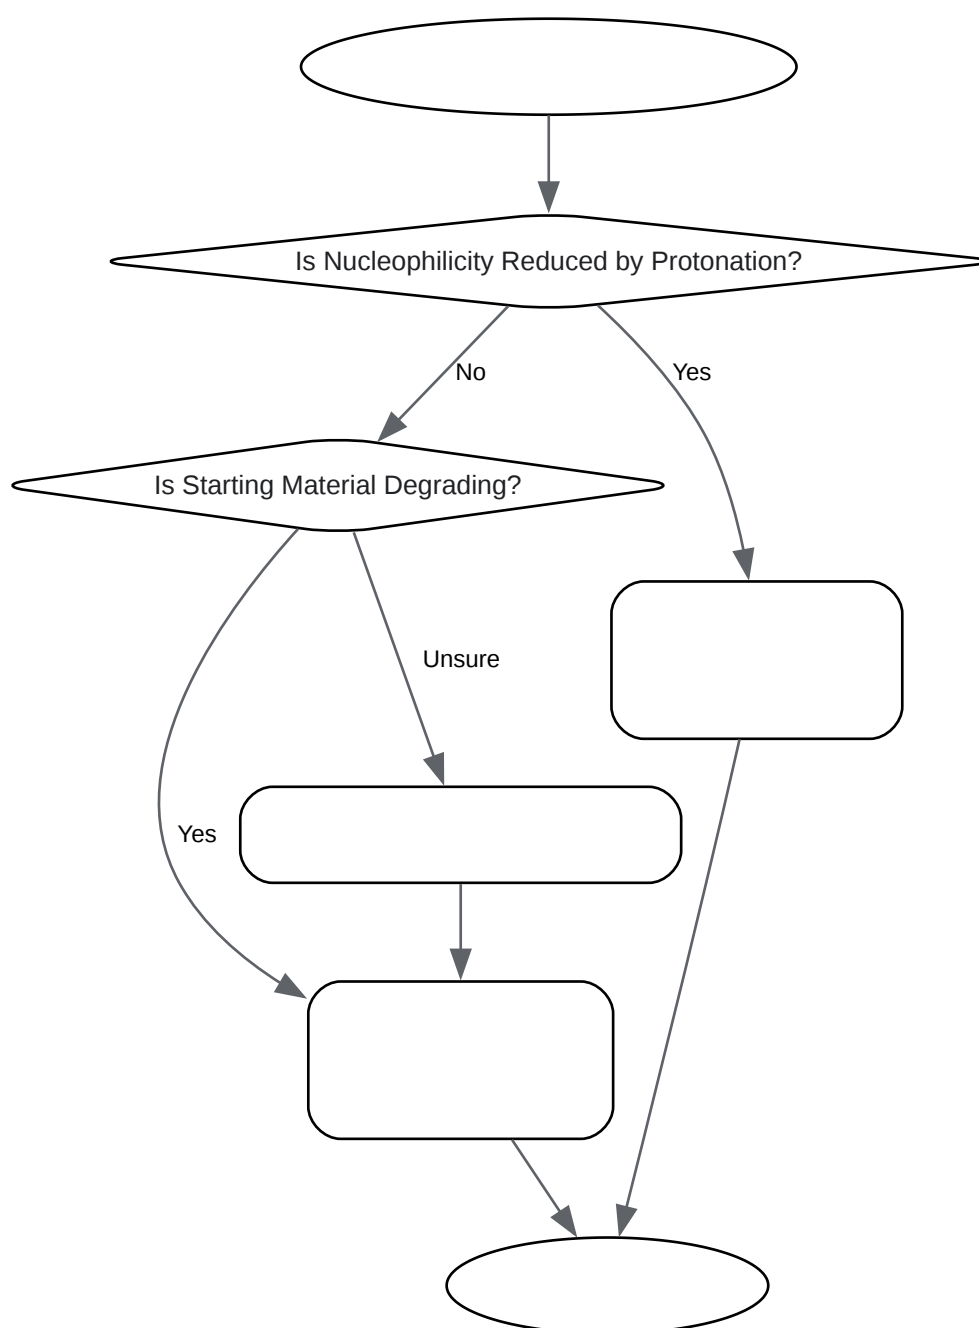 Is Nucleophilicity Reduced by Protonation?
No
Yes
Is Starting Material Degrading?
Unsure
Yes